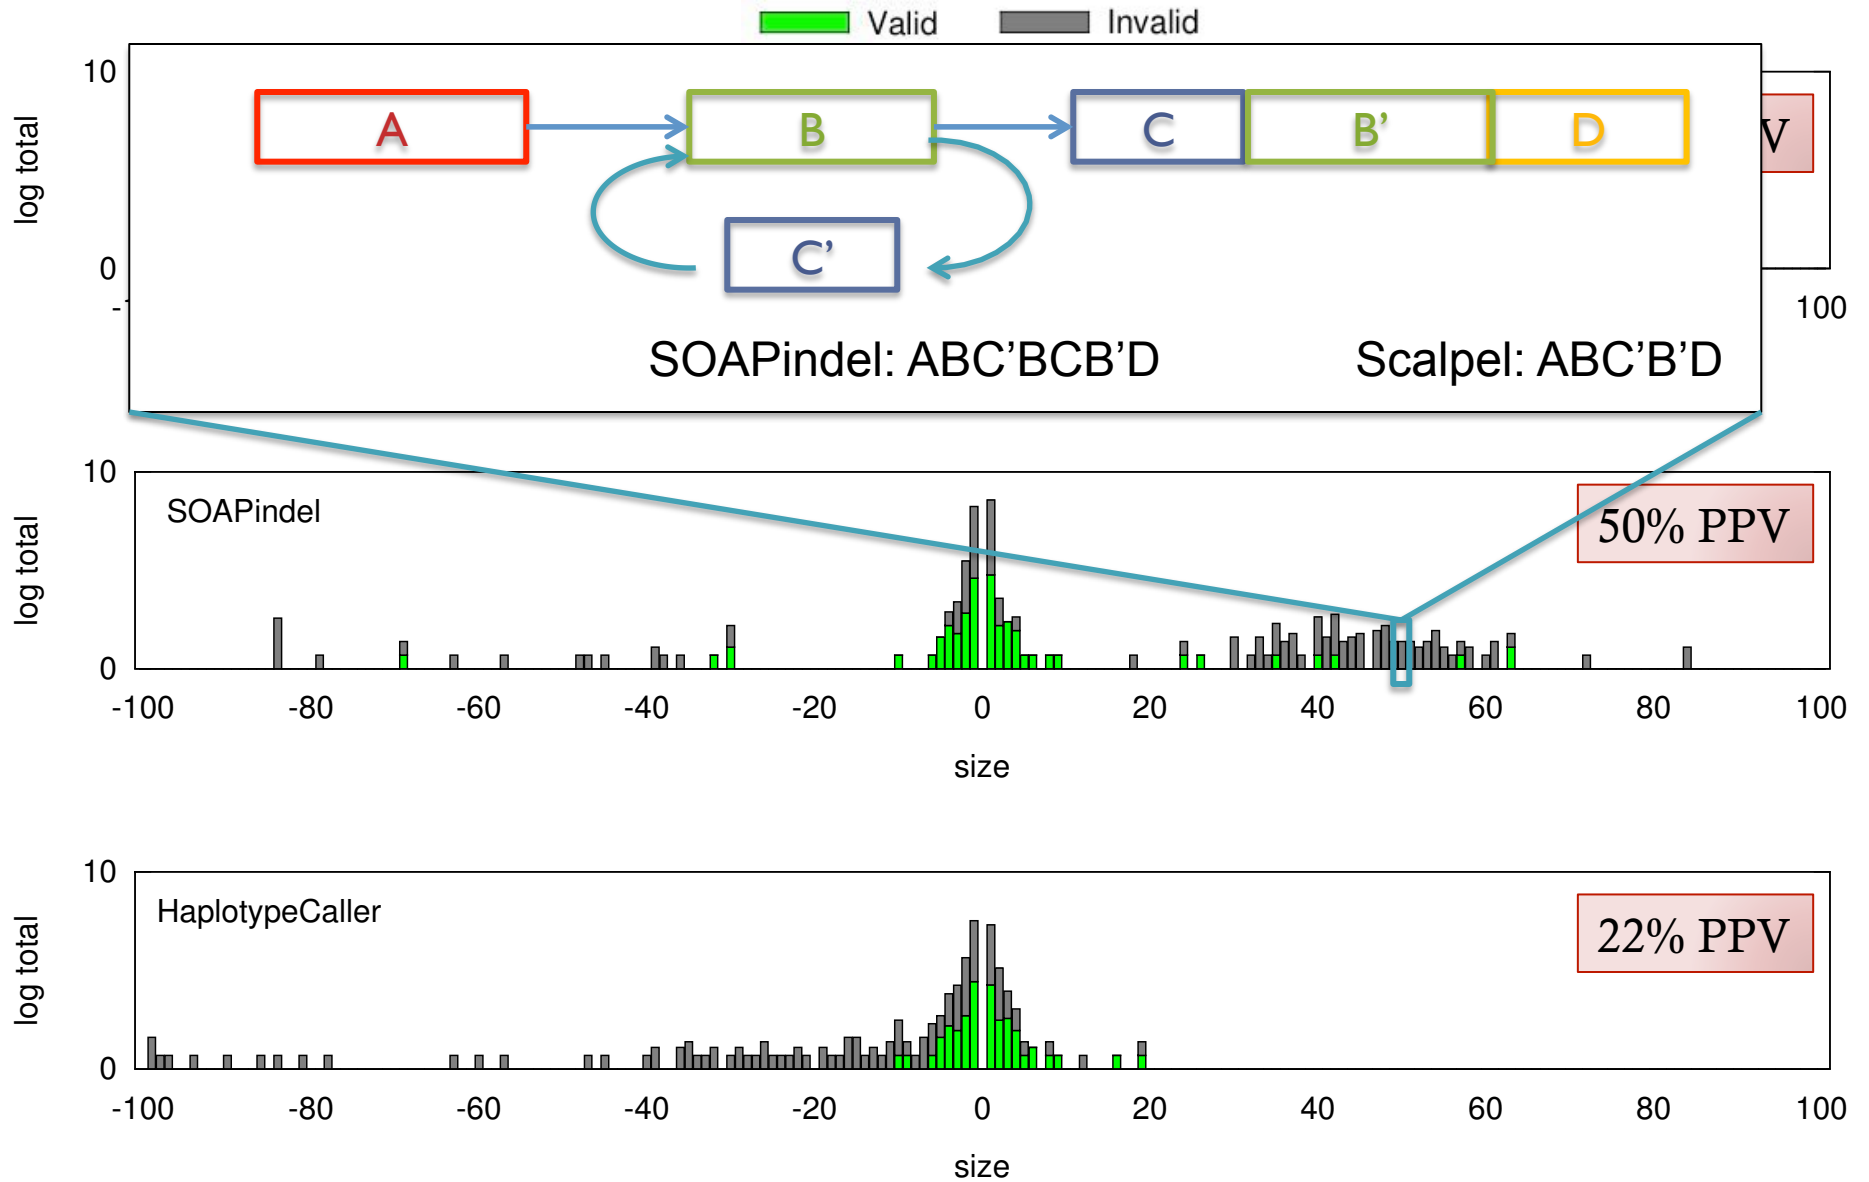 Valid Invalid
10
log total
0
-
100
V
A B C B' D
C'
SOAPindel: ABC'BCB'D Scalpel: ABC'B'D
10
log total
0
SOAPindel
50% PPV
-100 -80 -60 -40 -20 0 20 40 60 80 100
size
10
log total
0
HaplotypeCaller
22% PPV
-100 -80 -60 -40 -20 0 20 40 60 80 100
size